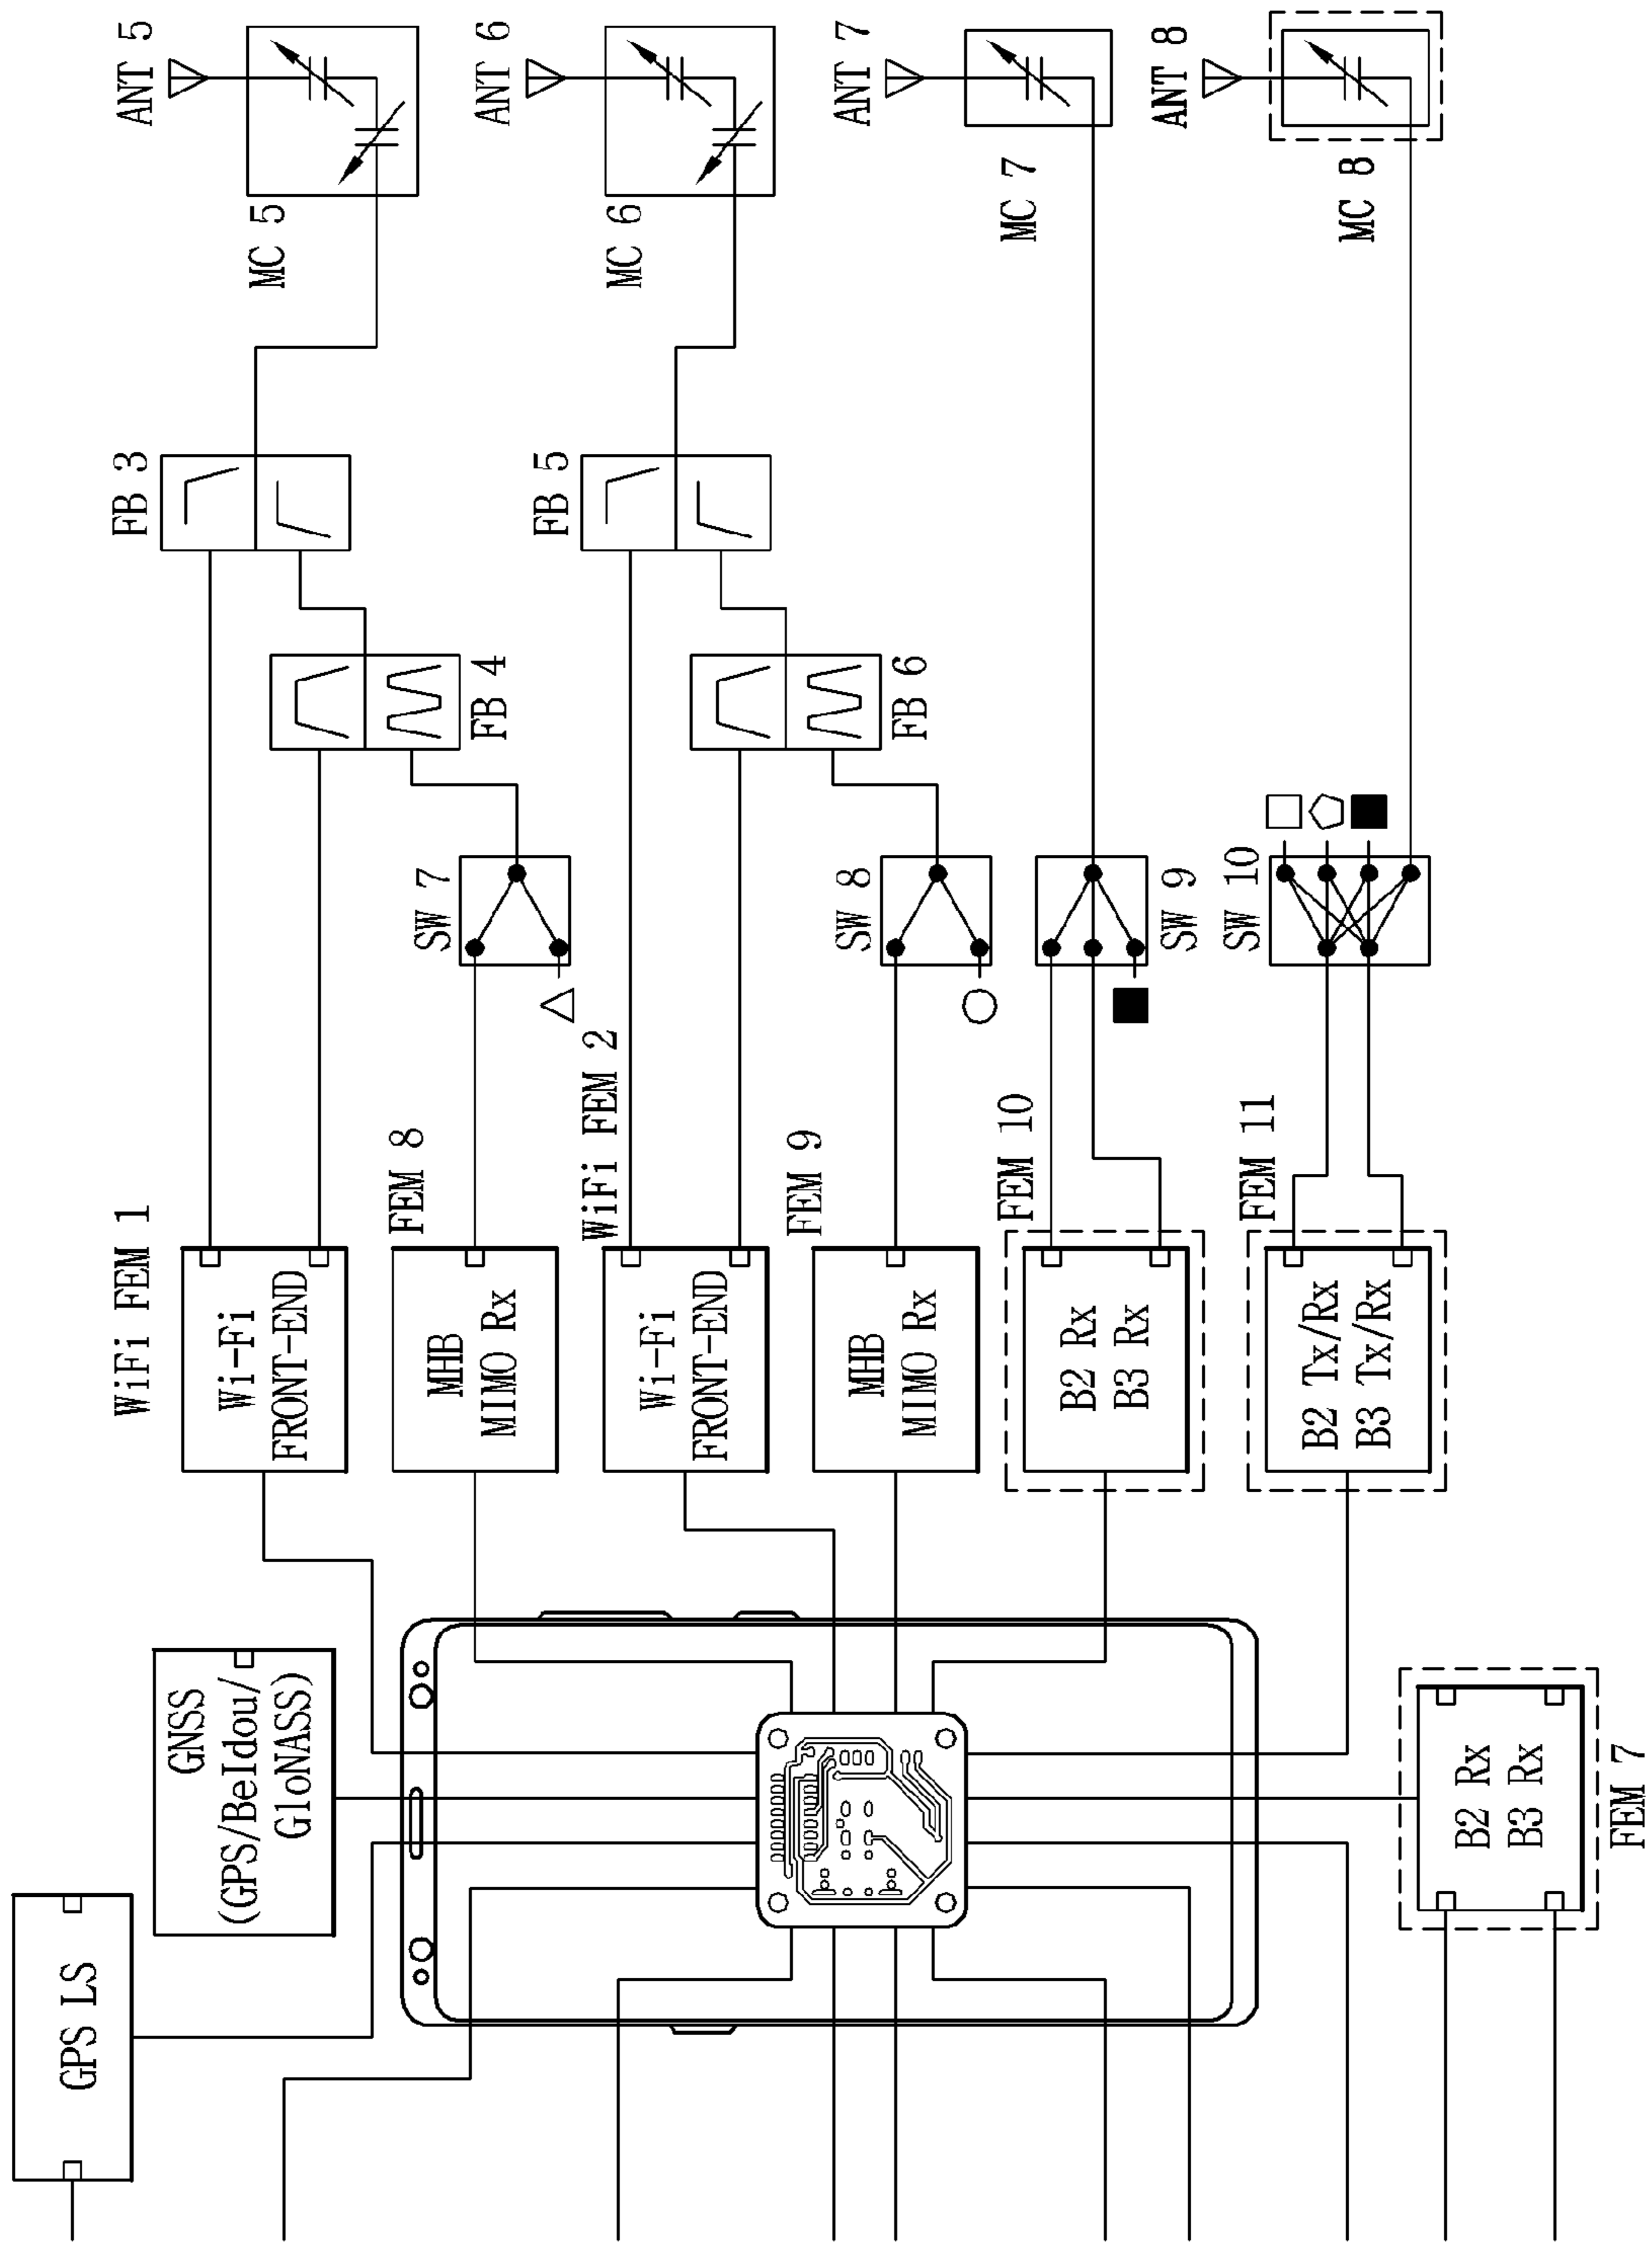 ANT 5
MC 5
FB 3
FB 4
SW 7
WiFi FEM 1
Wi-Fi
FRONT-END
FEM 8
MHB
MIMO Rx
ANT 6
MC 6
FB 5
FB 6
SW 8
WiFi FEM 2
Wi-Fi
FRONT-END
FEM 9
MHB
MIMO Rx
ANT 7
MC 7
SW 9
FEM 10
B2 Rx
B3 Rx
ANT 8
MC 8
SW 10
FEM 11
B2 Tx/Rx
B3 Tx/Rx
GPS LS
GNSS
(GPS/BeIdou/
GloNASS)
B2 Rx
B3 Rx
FEM 7